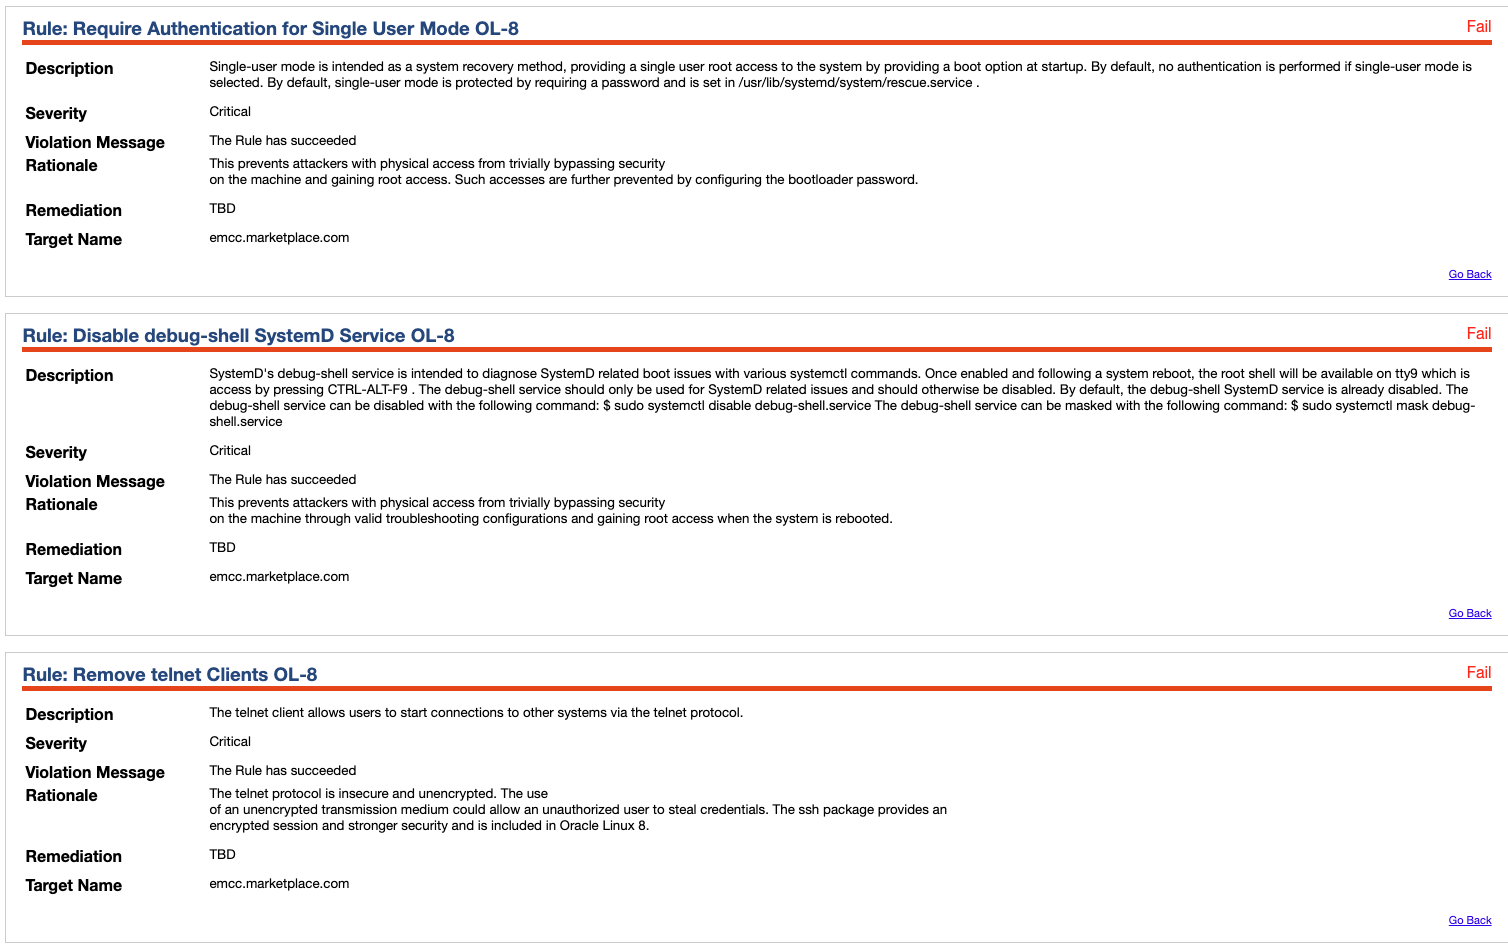 Rule: Require Authentication for Single User Mode OL-8 Fail
Description Single-user mode is intended as a system recovery method, providing a single user root access to the system by providing a boot option at startup. By default, no authentication is performed if single-user mode is
selected. By default, single-user mode is protected by requiring a password and is set in /usr/lib/systemd/system/rescue.service .
Severity Critical
Violation Message The Rule has succeeded
Rationale This prevents attackers with physical access from trivially bypassing security
on the machine and gaining root access. Such accesses are further prevented by configuring the bootloader password.
Remediation TBD
Target Name emcc.marketplace.com
Go Back
Rule: Disable debug-shell SystemD Service OL-8 Fail
Description SystemD's debug-shell service is intended to diagnose SystemD related boot issues with various systemctl commands. Once enabled and following a system reboot, the root shell will be available on tty9 which is
access by pressing CTRL-ALT-F9 . The debug-shell service should only be used for SystemD related issues and should otherwise be disabled. By default, the debug-shell SystemD service is already disabled. The
debug-shell service can be disabled with the following command: $ sudo systemctl disable debug-shell.service The debug-shell service can be masked with the following command: $ sudo systemctl mask debug-
shell.service
Severity Critical
Violation Message The Rule has succeeded
Rationale This prevents attackers with physical access from trivially bypassing security
on the machine through valid troubleshooting configurations and gaining root access when the system is rebooted.
Remediation TBD
Target Name emcc.marketplace.com
Go Back
Rule: Remove telnet Clients OL-8 Fail
Description The telnet client allows users to start connections to other systems via the telnet protocol.
Severity Critical
Violation Message The Rule has succeeded
Rationale The telnet protocol is insecure and unencrypted. The use
of an unencrypted transmission medium could allow an unauthorized user to steal credentials. The ssh package provides an
encrypted session and stronger security and is included in Oracle Linux 8.
Remediation TBD
Target Name emcc.marketplace.com
Go Back